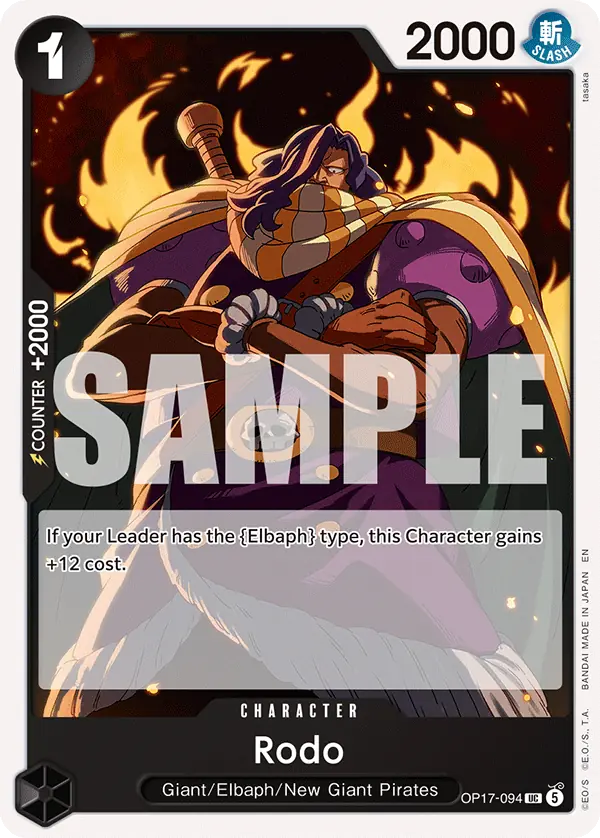 1
2000
斬
SLASH
tasaka
COUNTER +2000
SAMPLE
If your Leader has the {Elbaph} type, this Character gains
+12 cost.
CHARACTER
Rodo
Giant/Elbaph/New Giant Pirates
OP17-094 UC 5
©E.O./S ©E.O./S., T.A. BANDAI MADE IN JAPAN EN